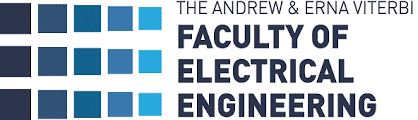 THE ANDREW & ERNA VITERBI
FACULTY OF
ELECTRICAL
ENGINEERING